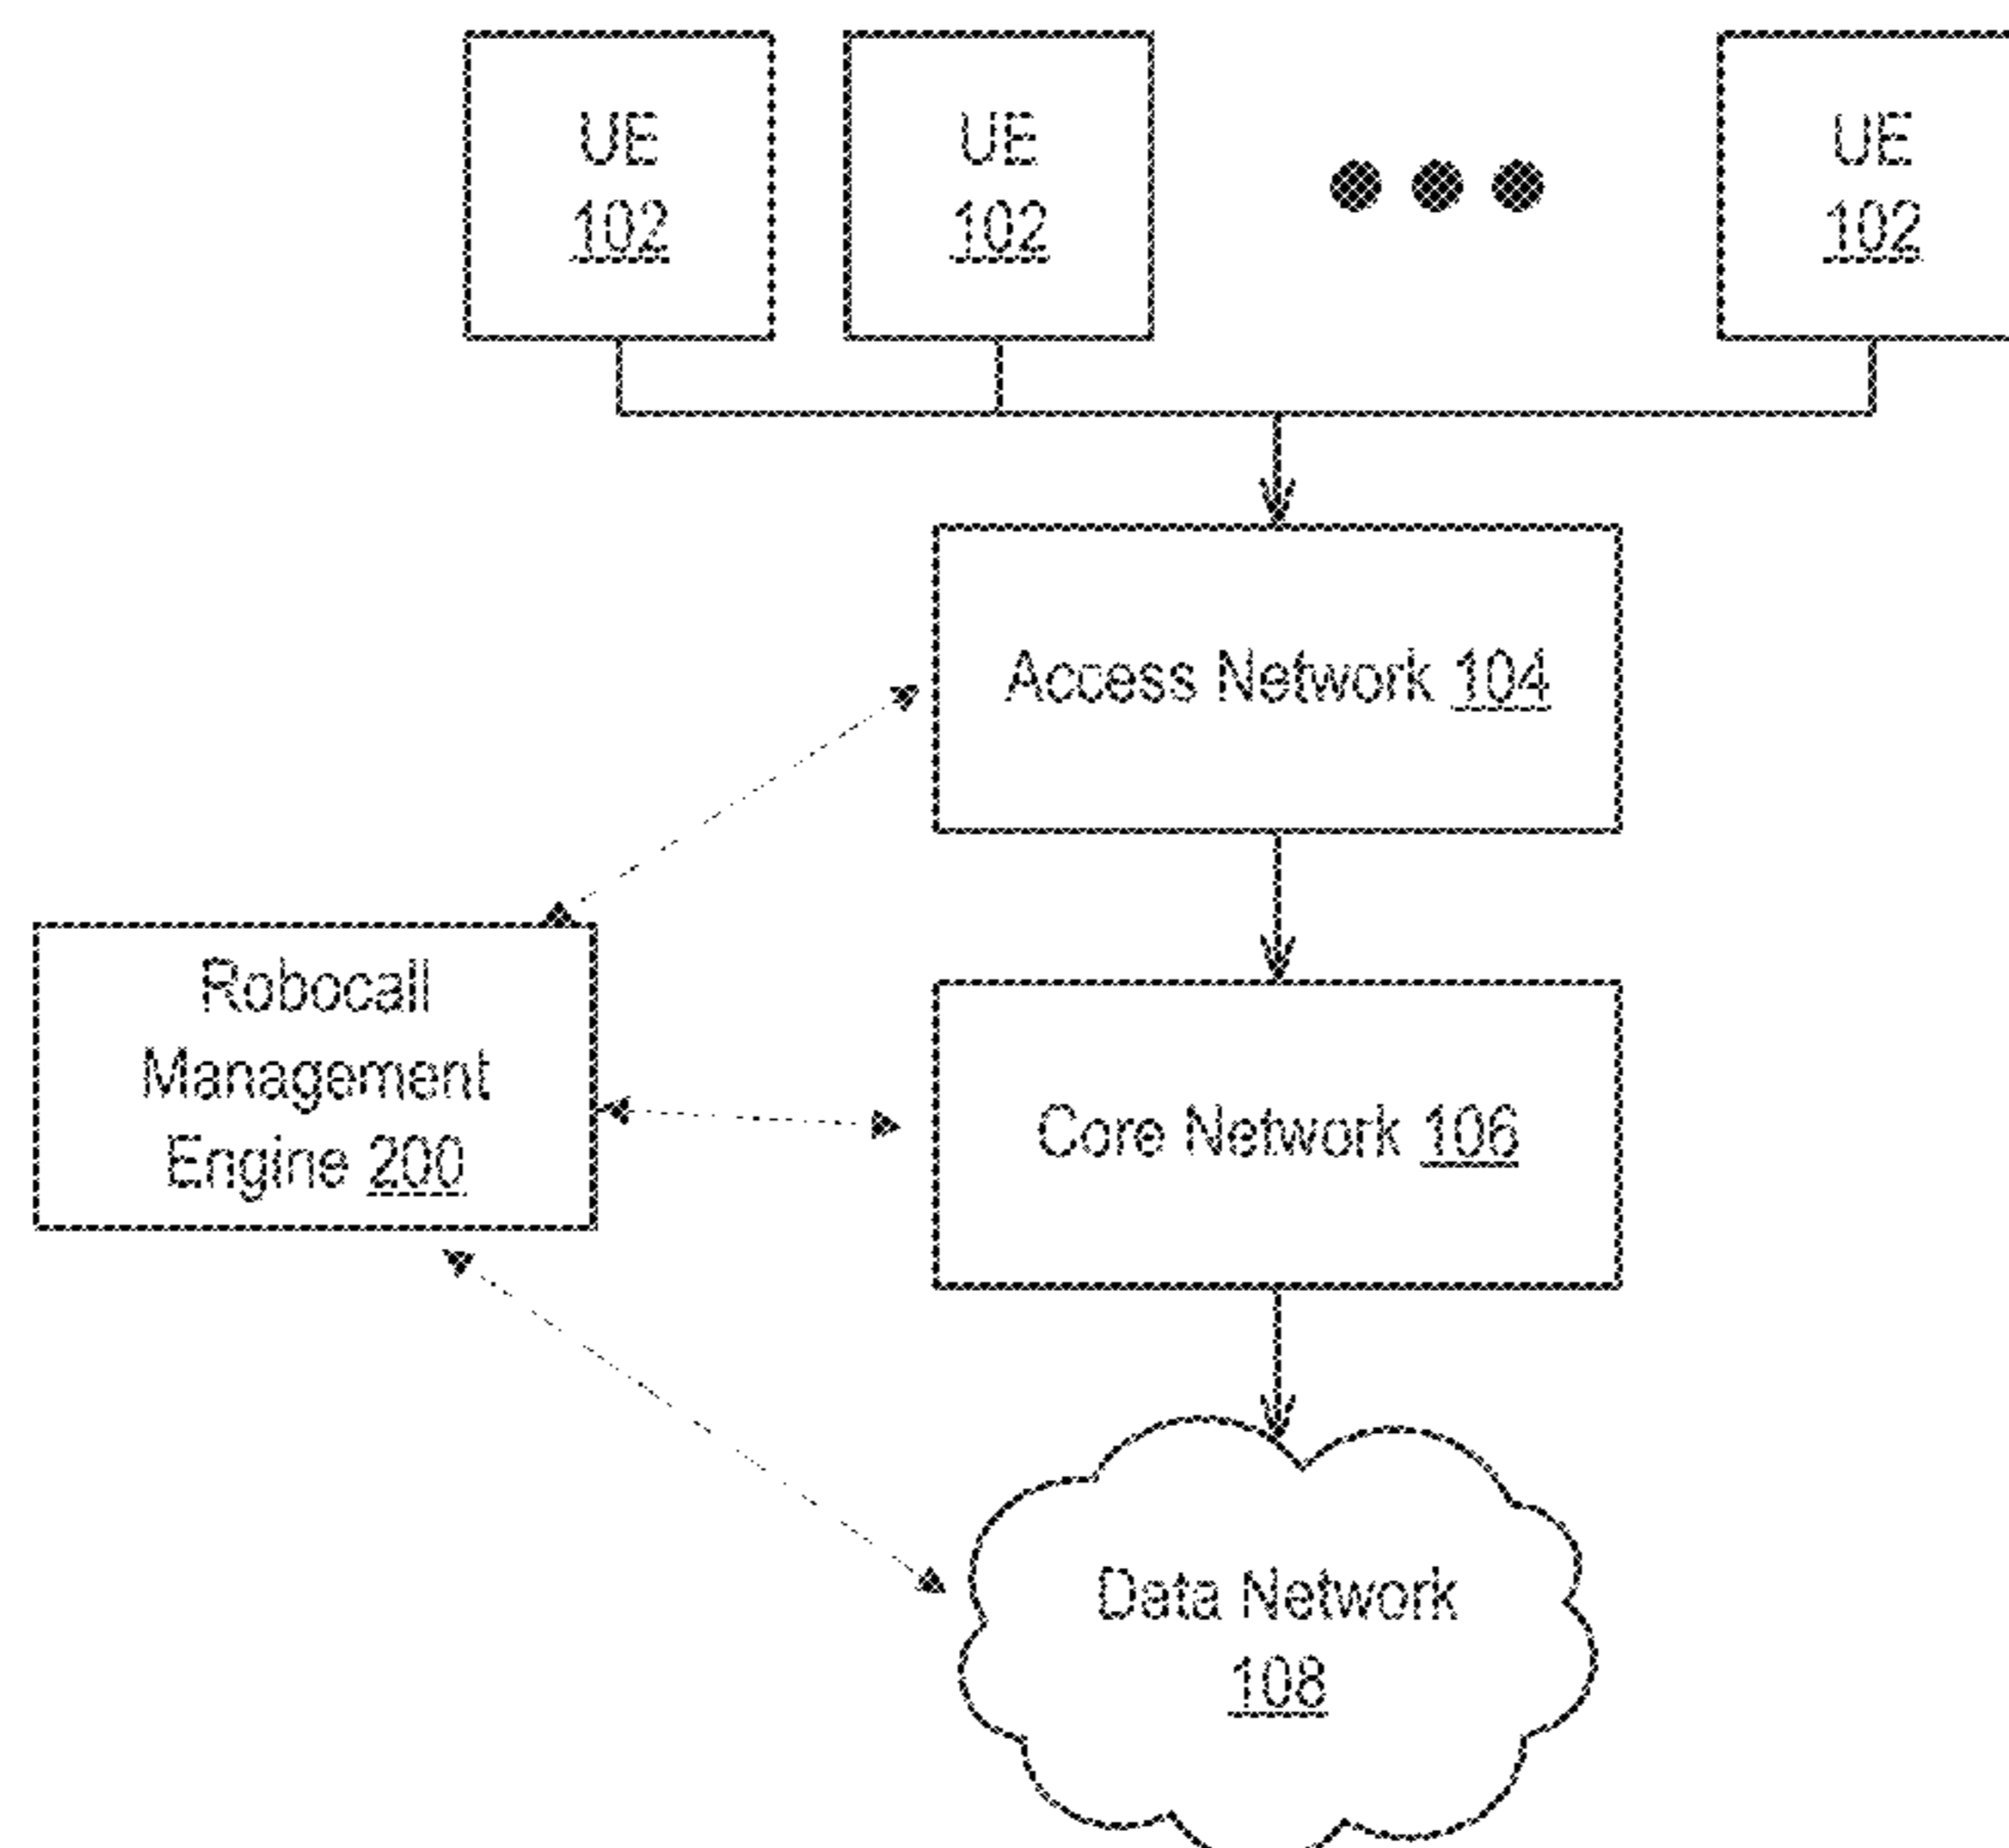 UE
102
UE
102
UE
102
Access Network 104
Robocall
Management
Engine 200
Core Network 106
Data Network
108